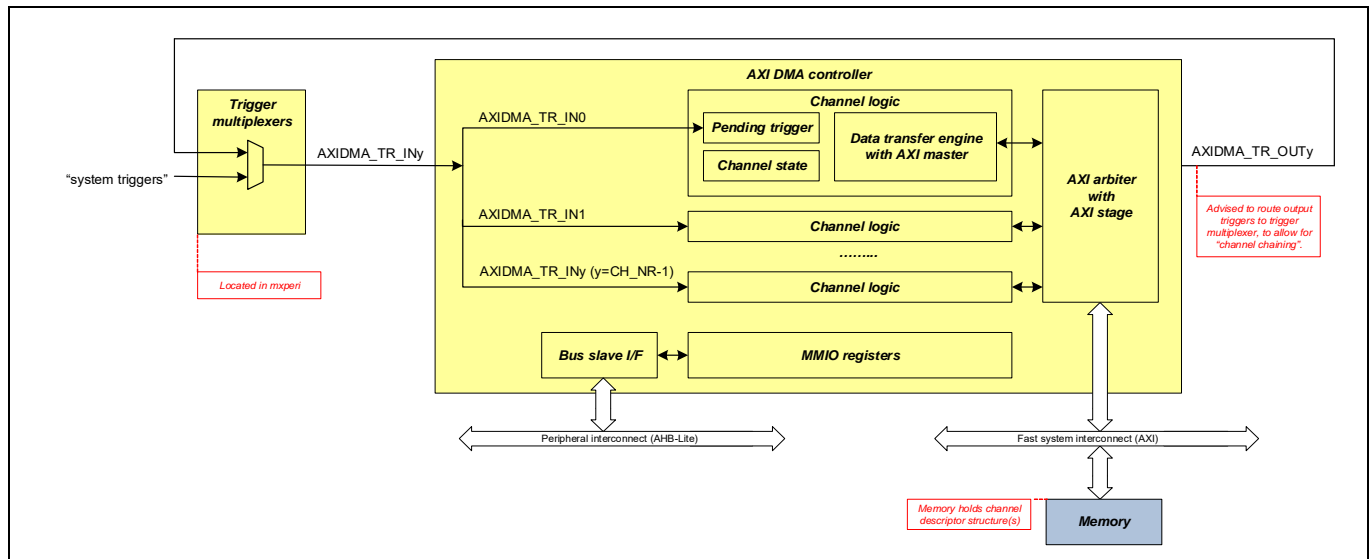 AXI DMA controller
Trigger
multiplexers
"system triggers"
AXIDMA_TR_INy
Located in mxperi
AXIDMA_TR_IN0
Channel logic
Pending trigger
Channel state
Data transfer engine
with AXI master
AXIDMA_TR_IN1
Channel logic
.........
AXIDMA_TR_INy (y=CH_NR-1)
Channel logic
AXI arbiter
with
AXI stage
AXIDMA_TR_OUTy
Advised to route output
triggers to trigger
multiplexer, to allow for
"channel chaining".
Bus slave I/F
MMIO registers
Peripheral interconnect (AHB-Lite)
Fast system interconnect (AXI)
Memory holds channel
descriptor structure(s)
Memory